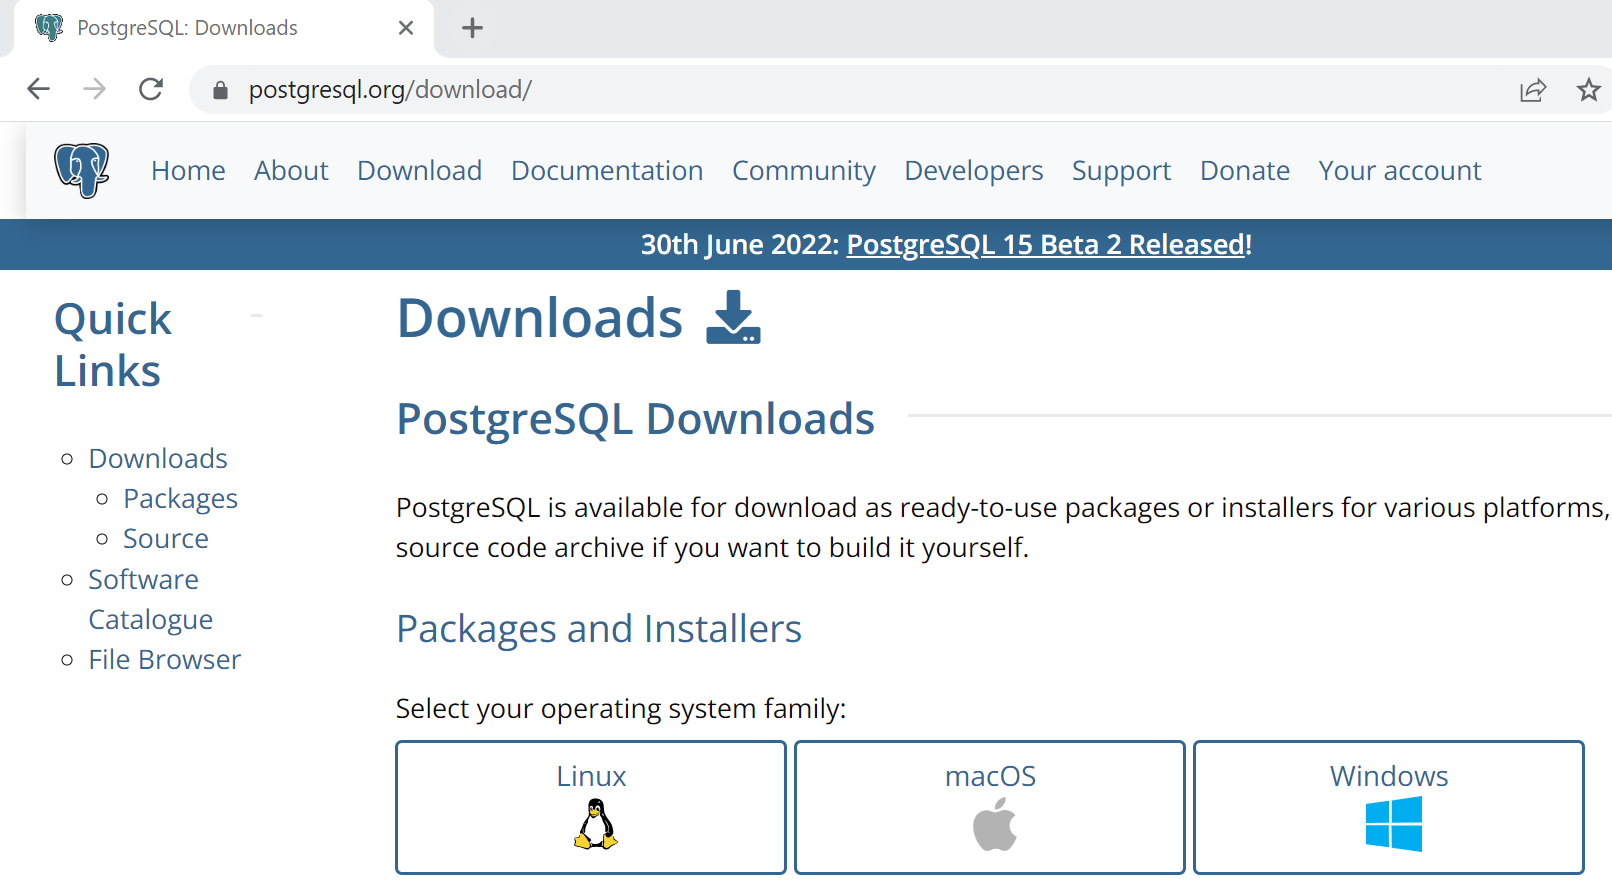 PostgreSQL: Downloads
postgresql.org/download/
Home About Download Documentation Community Developers Support Donate Your account
30th June 2022: PostgreSQL 15 Beta 2 Released!
Quick
Links
Downloads
Packages
Source
Software
Catalogue
File Browser
Downloads
PostgreSQL Downloads
PostgreSQL is available for download as ready-to-use packages or installers for various platforms,
source code archive if you want to build it yourself.
Packages and Installers
Select your operating system family:
Linux
macOS
Windows